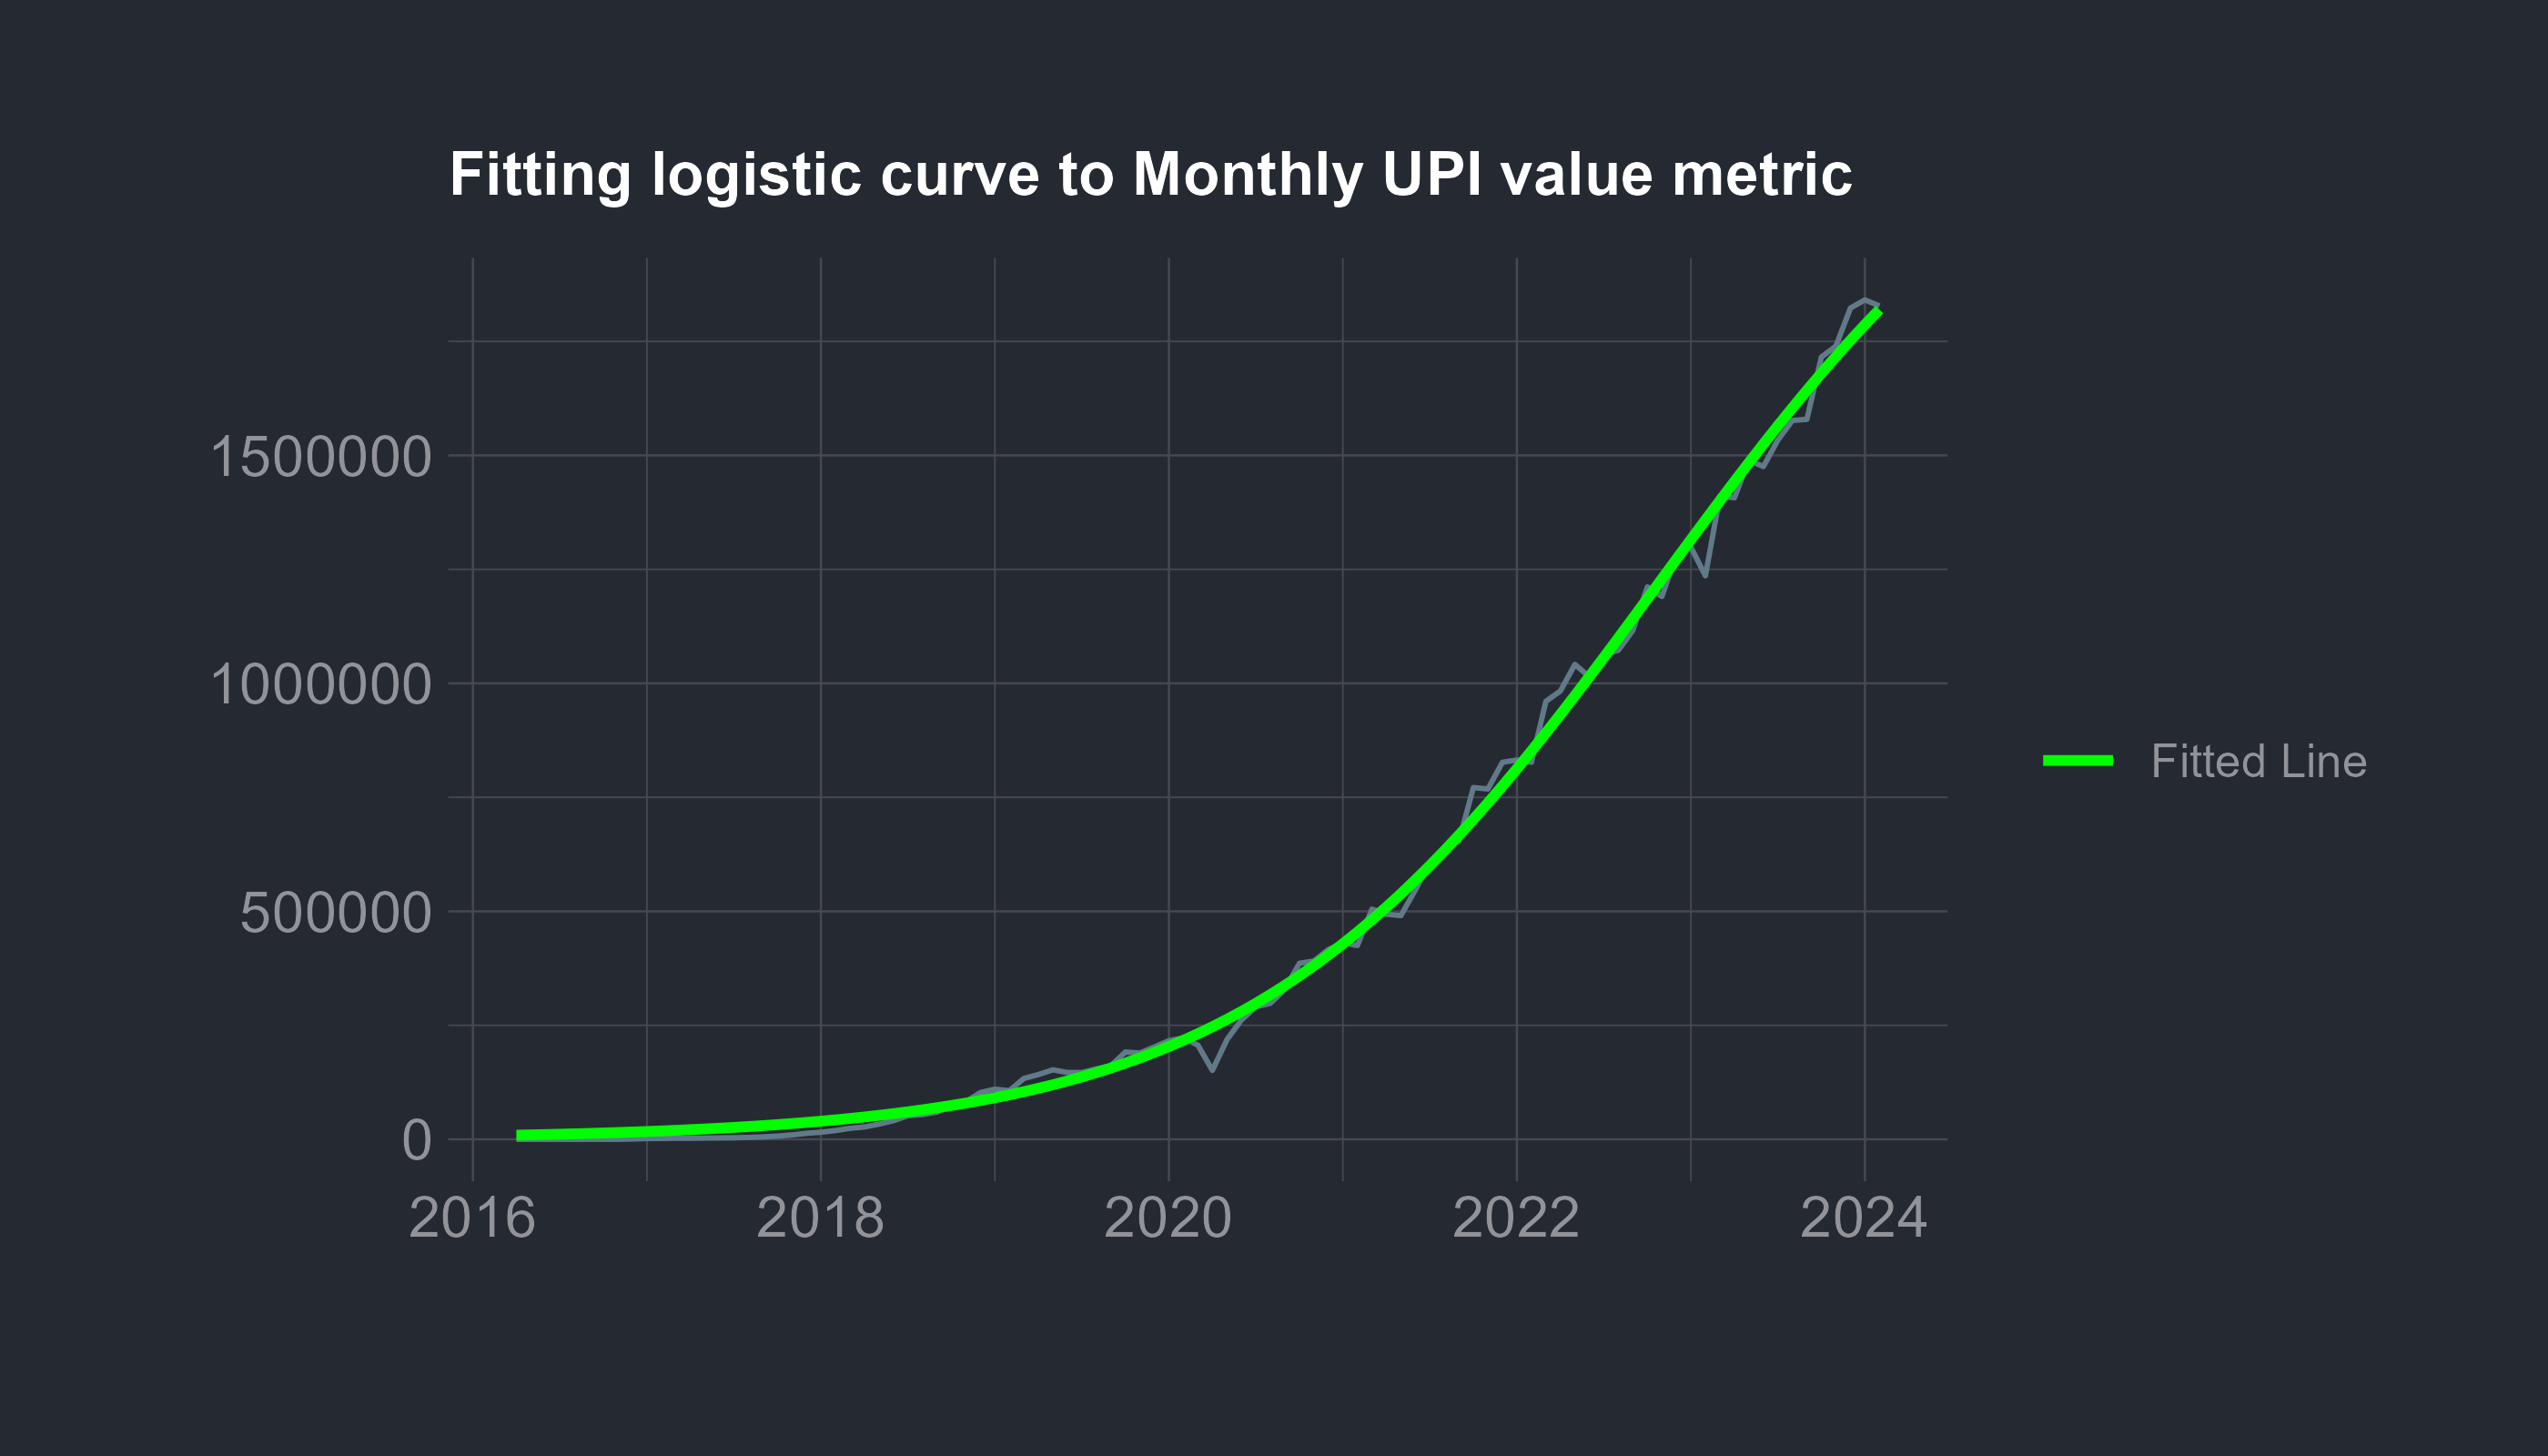 Fitting logistic curve to Monthly UPI value metric
1500000
1000000
500000
0
2016 2018 2020 2022 2024
Fitted Line